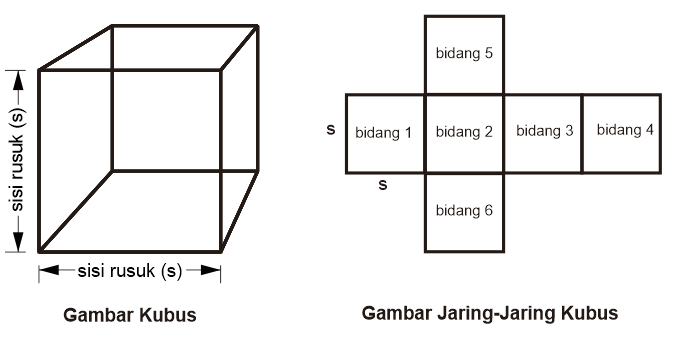 sisi rusuk (s)
sisi rusuk (s)
Gambar Kubus
bidang 5
s
bidang 1
bidang 2
bidang 3
bidang 4
s
bidang 6
Gambar Jaring-Jaring Kubus